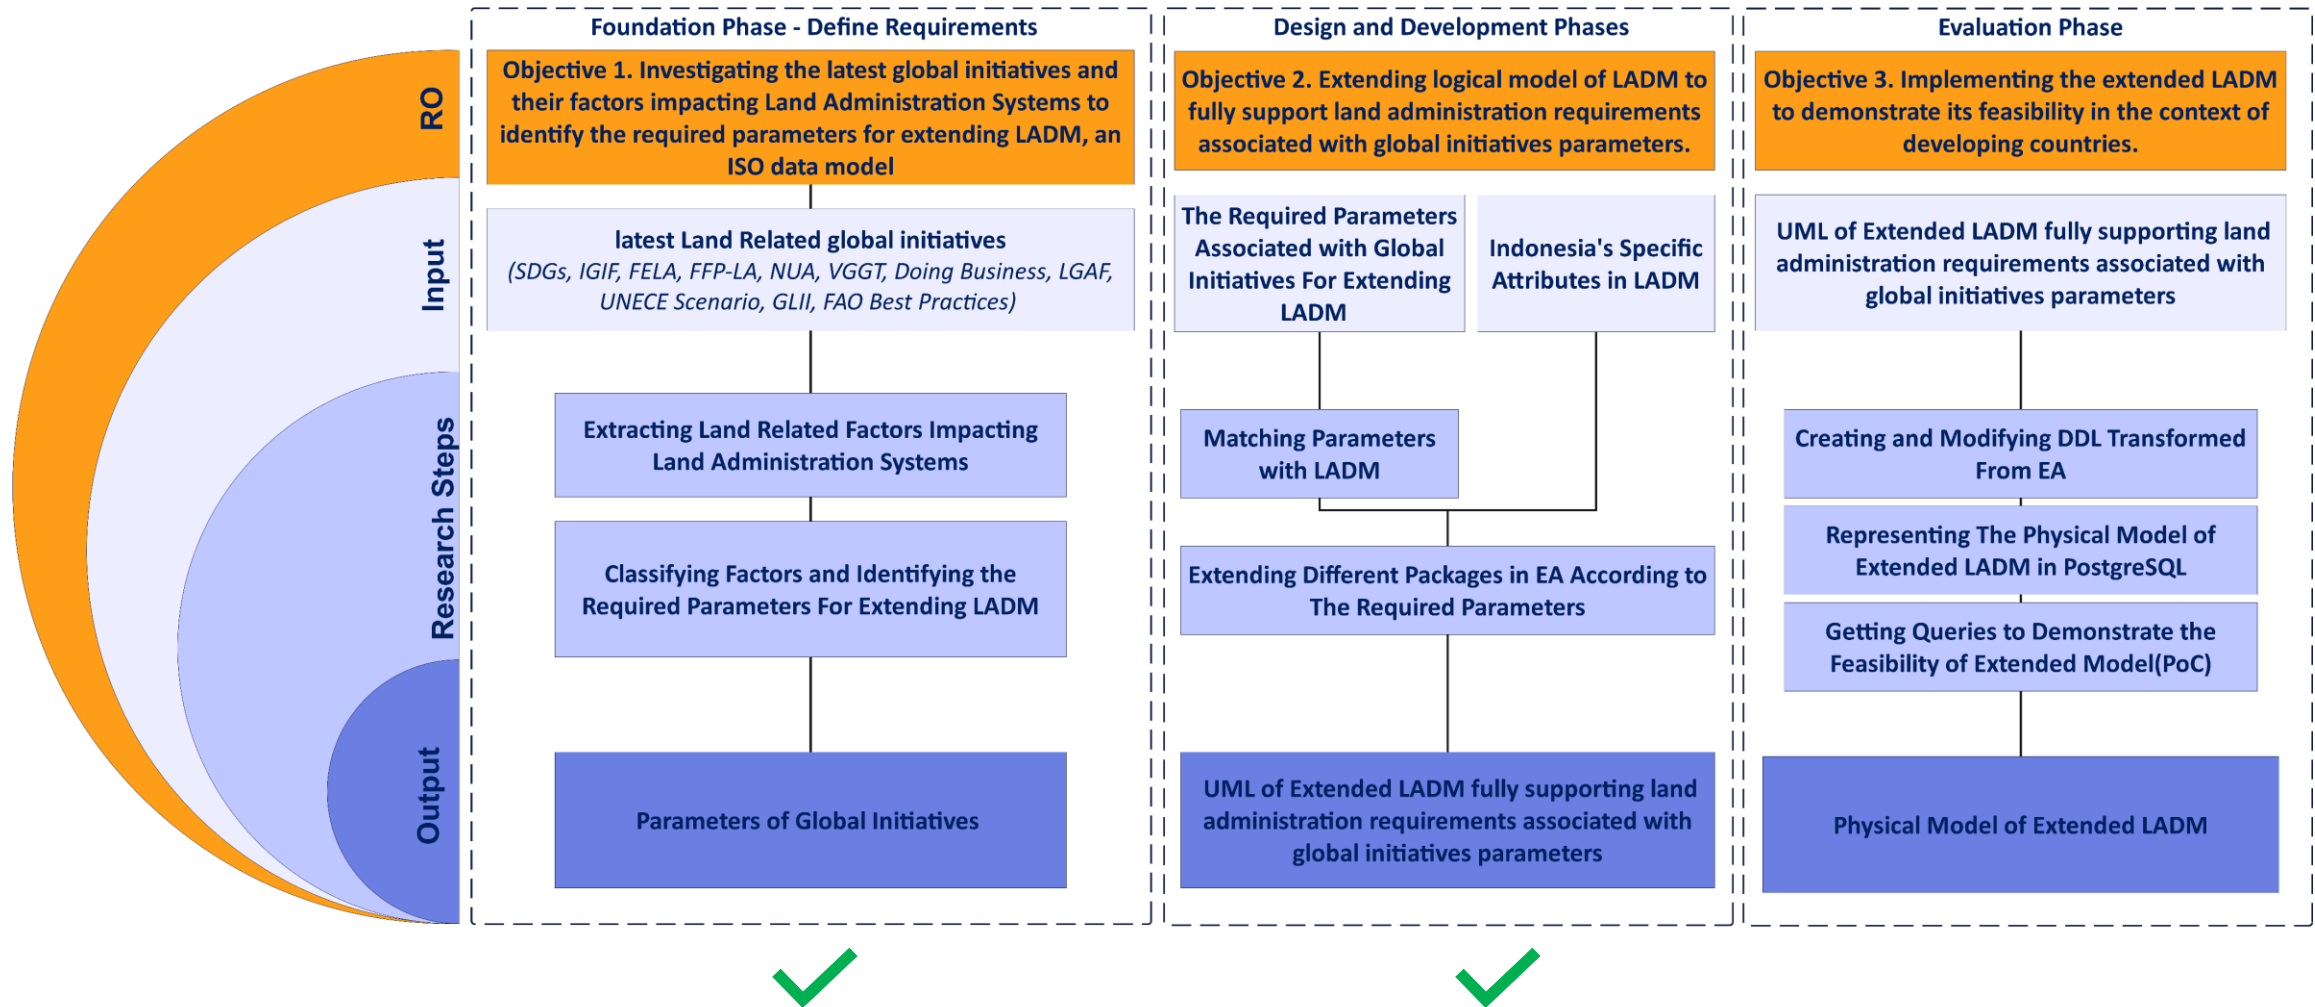 RO
Input
Research Steps
Output
Foundation Phase - Define Requirements
Objective 1. Investigating the latest global initiatives and
their factors impacting Land Administration Systems to
identify the required parameters for extending LADM, an
ISO data model
latest Land Related global initiatives
(SDGs, IGIF, FELA, FFP-LA, NUA, VGGT, Doing Business, LGAF,
UNECE Scenario, GLII, FAO Best Practices)
Extracting Land Related Factors Impacting
Land Administration Systems
Classifying Factors and Identifying the
Required Parameters For Extending LADM
Parameters of Global Initiatives
Design and Development Phases
Objective 2. Extending logical model of LADM to
fully support land administration requirements
associated with global initiatives parameters.
The Required Parameters
Associated with Global
Initiatives For Extending
LADM
Indonesia's Specific
Attributes in LADM
Matching Parameters
with LADM
Extending Different Packages in EA According to
The Required Parameters
UML of Extended LADM fully supporting land
administration requirements associated with
global initiatives parameters
Evaluation Phase
Objective 3. Implementing the extended LADM
to demonstrate its feasibility in the context of
developing countries.
UML of Extended LADM fully supporting land
administration requirements associated with
global initiatives parameters
Creating and Modifying DDL Transformed
From EA
Representing The Physical Model of
Extended LADM in PostgreSQL
Getting Queries to Demonstrate the
Feasibility of Extended Model(PoC)
Physical Model of Extended LADM